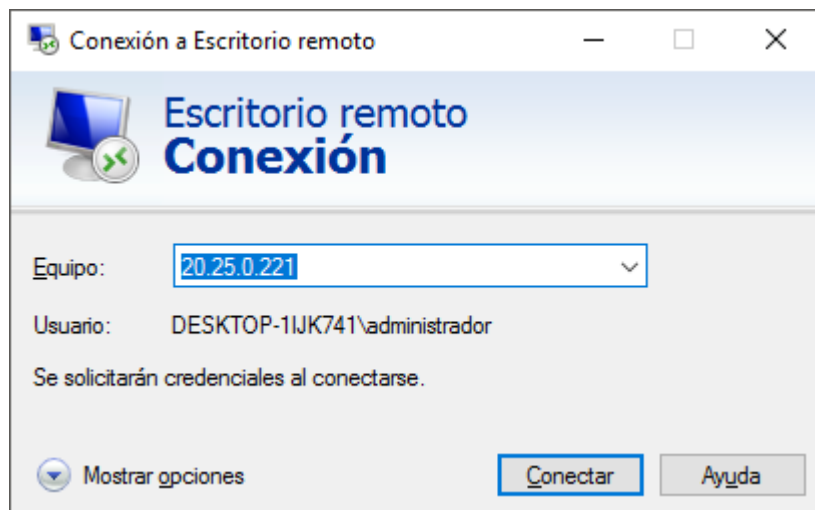 Conexión a Escritorio remoto
Escritorio remoto
Conexión
Equipo: 20.25.0.221
Usuario: DESKTOP-1IJK741\administrador
Se solicitarán credenciales al conectarse.
Mostrar opciones Conectar Ayuda